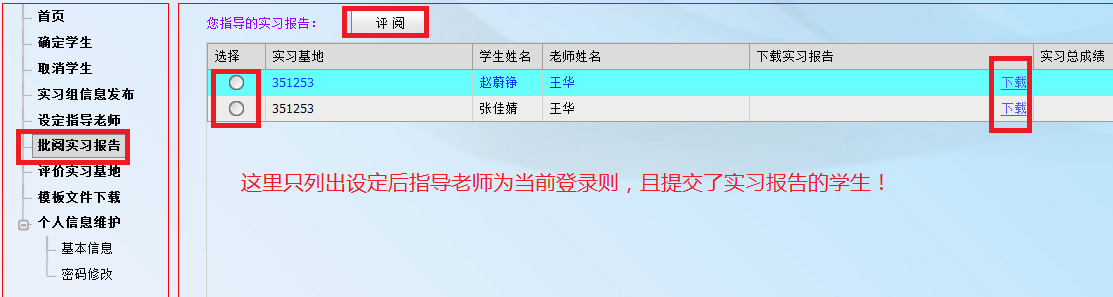 首页
确定学生
取消学生
实习组信息发布
设定指导老师
批阅实习报告
评价实习基地
模板文件下载
个人信息维护
基本信息
密码修改
您指导的实习报告： 评 阅
选择 实习基地 学生姓名 老师姓名 下载实习报告 实习总成绩
351253 赵蔚铮 王华 下载
351253 张佳婧 王华 下载
这里只列出设定后指导老师为当前登录则，且提交了实习报告的学生！